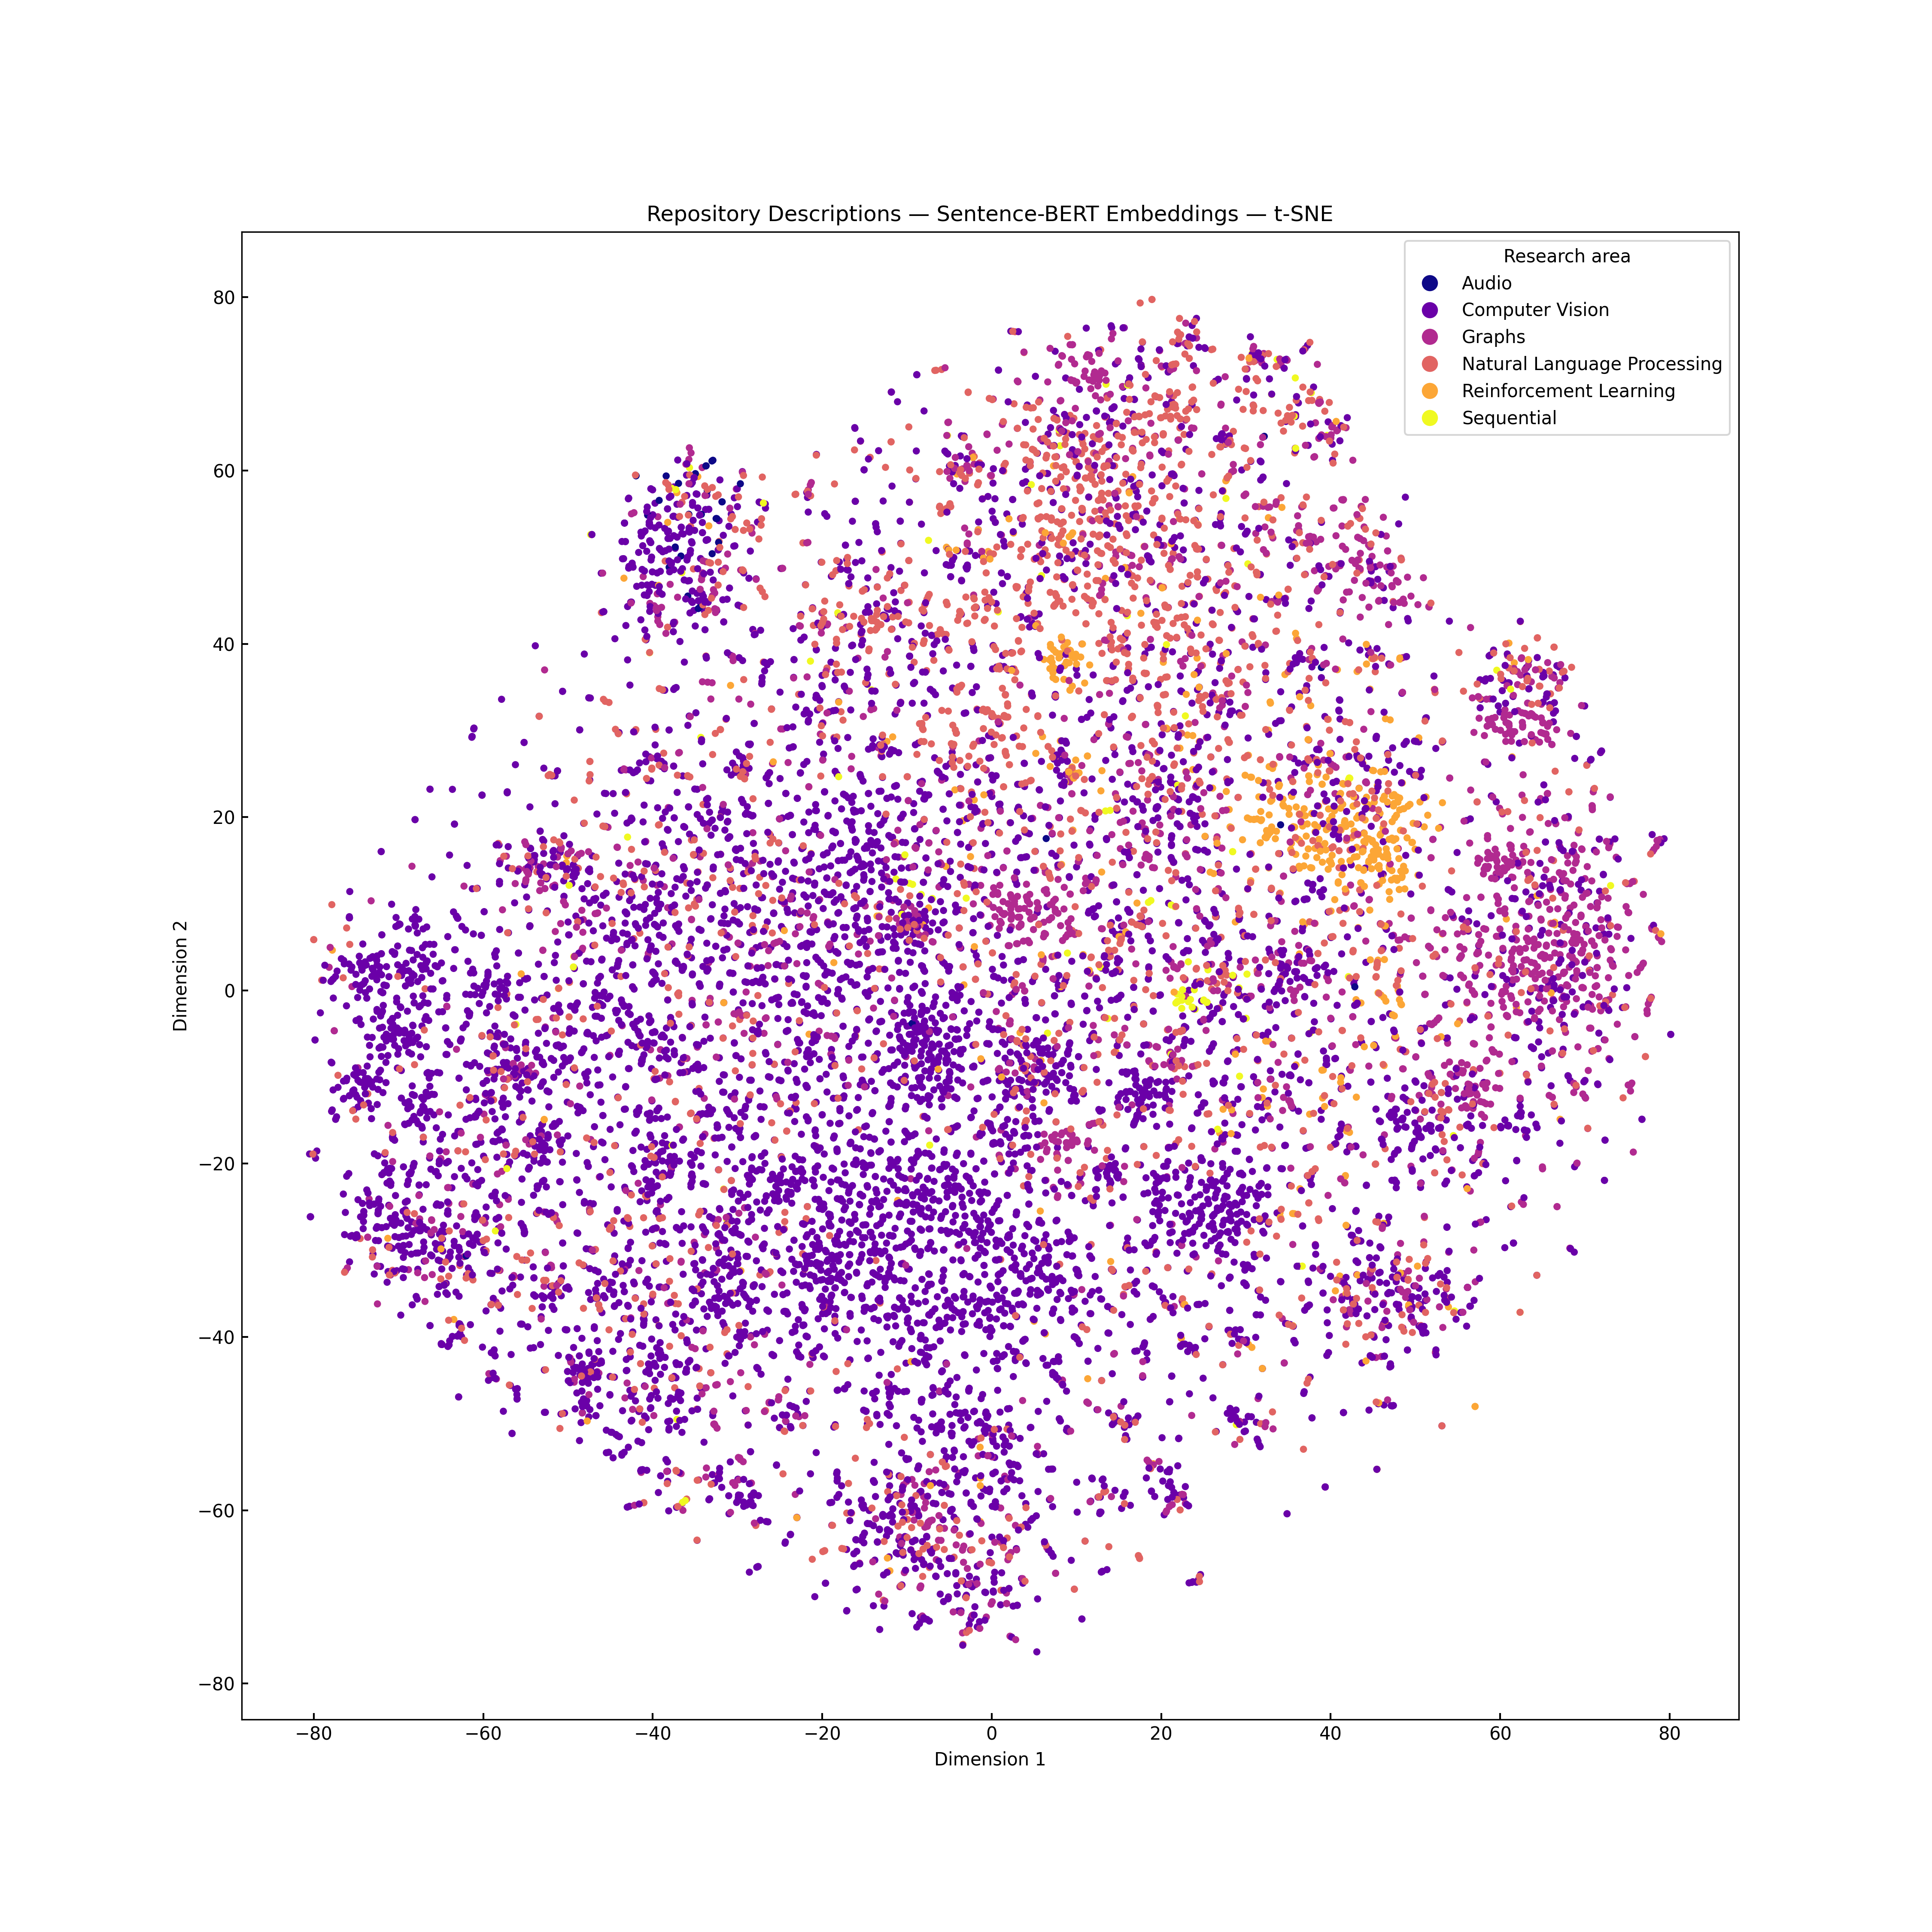 Repository Descriptions — Sentence-BERT Embeddings — t-SNE
Research area
Audio
Computer Vision
Graphs
Natural Language Processing
Reinforcement Learning
Sequential
80
60
40
20
0
−20
−40
−60
−80
Dimension 2
−80 −60 −40 −20 0 20 40 60 80
Dimension 1